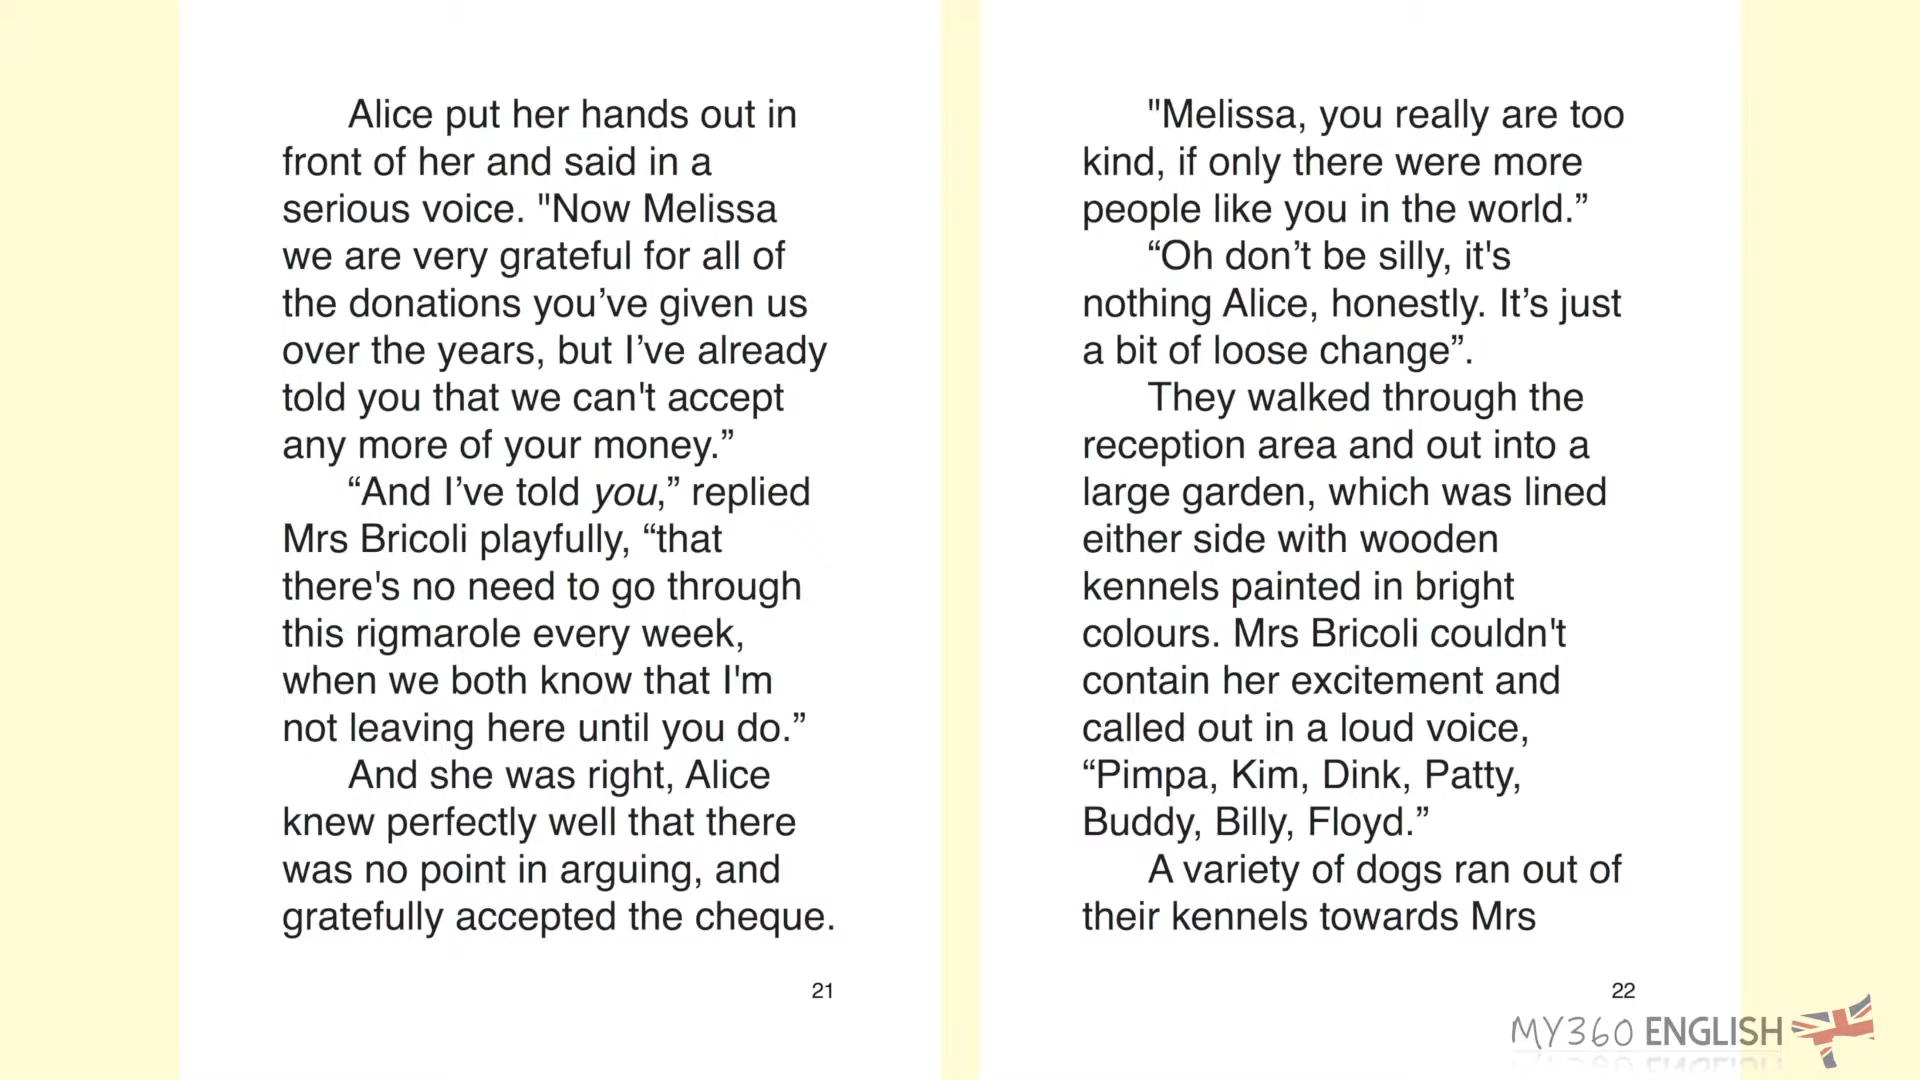 Alice put her hands out in
front of her and said in a
serious voice. "Now Melissa
we are very grateful for all of
the donations you’ve given us
over the years, but I’ve already
told you that we can't accept
any more of your money.”
“And I’ve told you,” replied
Mrs Bricoli playfully, “that
there's no need to go through
this rigmarole every week,
when we both know that I'm
not leaving here until you do.”
And she was right, Alice
knew perfectly well that there
was no point in arguing, and
gratefully accepted the cheque.
21
"Melissa, you really are too
kind, if only there were more
people like you in the world.”
“Oh don’t be silly, it's
nothing Alice, honestly. It’s just
a bit of loose change”.
They walked through the
reception area and out into a
large garden, which was lined
either side with wooden
kennels painted in bright
colours. Mrs Bricoli couldn't
contain her excitement and
called out in a loud voice,
“Pimpa, Kim, Dink, Patty,
Buddy, Billy, Floyd.”
A variety of dogs ran out of
their kennels towards Mrs
22
MY360 ENGLISH